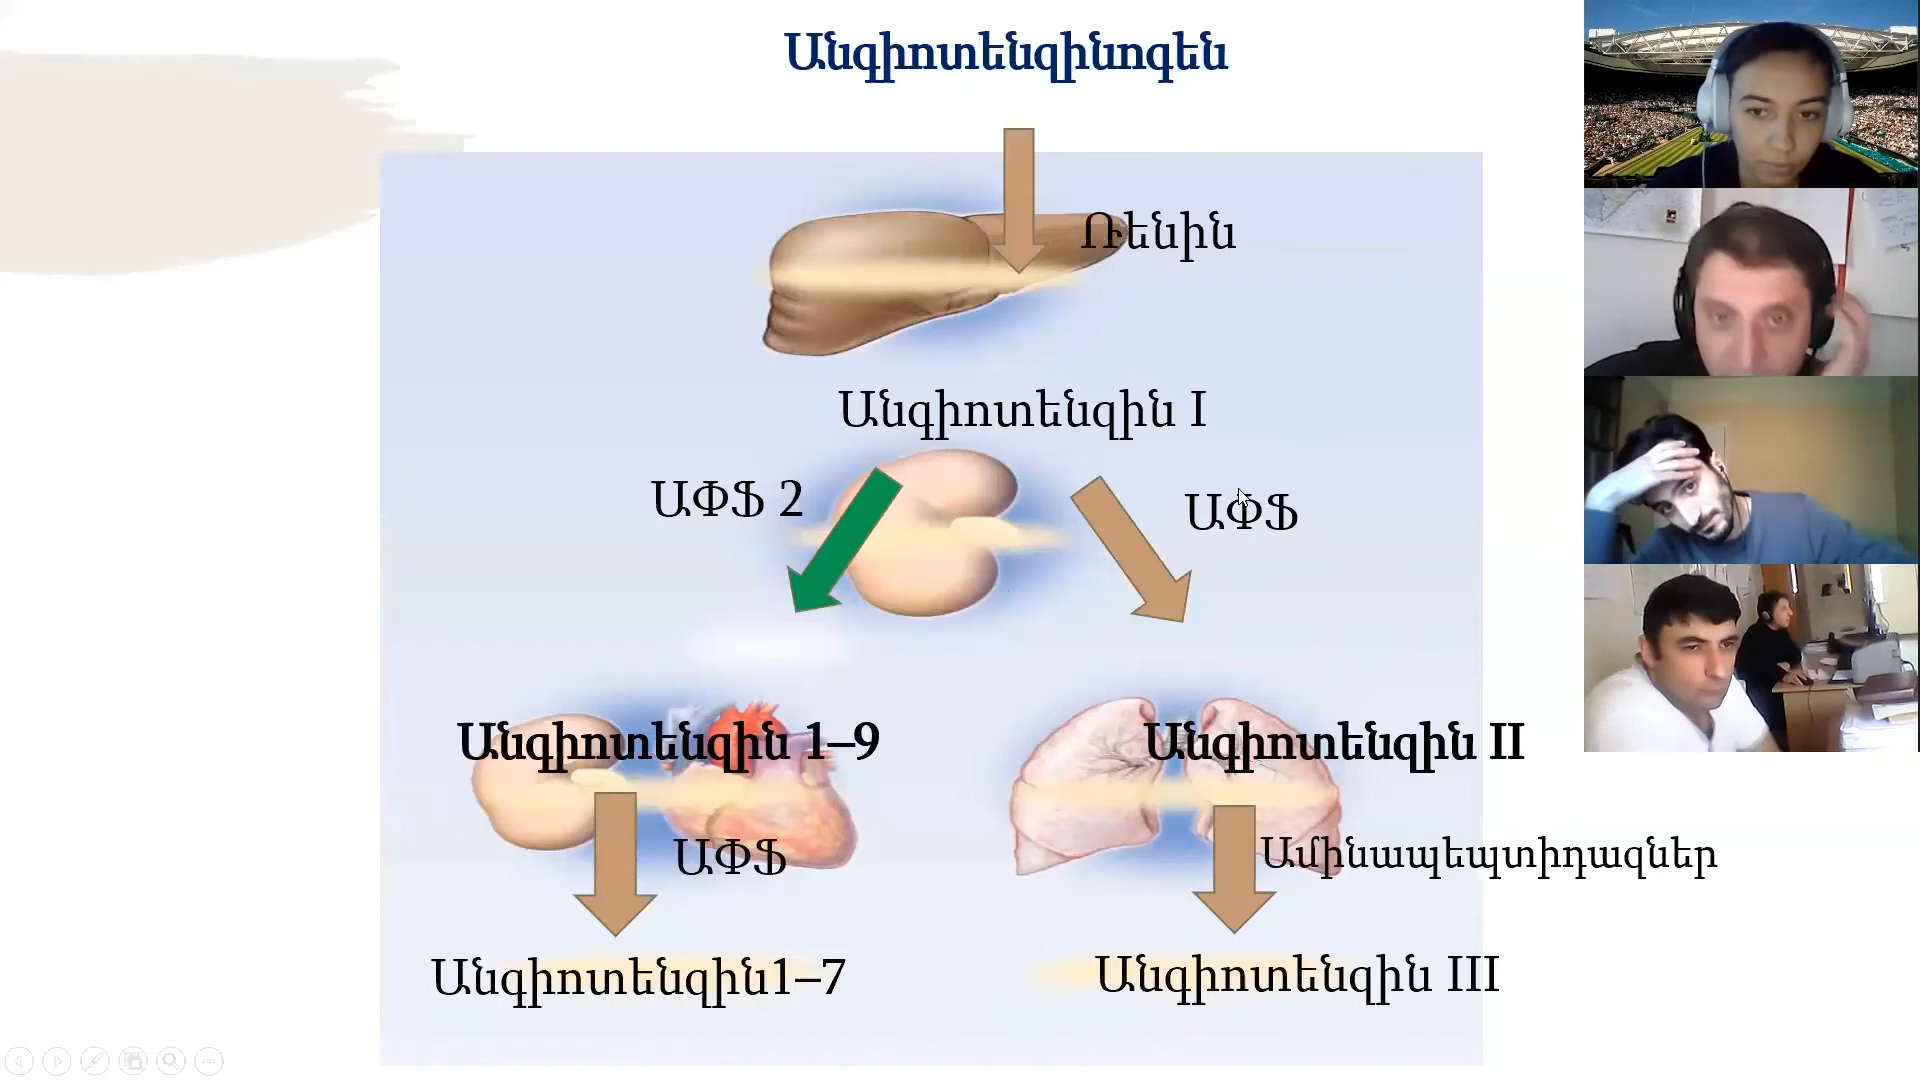 Անգիոտենզինոգեն
Ռենին
Անգիոտենզին I
ԱՓՖ 2
ԱՓՖ
Անգիոտենզին 1–9
Անգիոտենզին II
ԱՓՖ
Ամինապեպտիդազներ
Անգիոտենզին1–7
Անգիոտենզին III